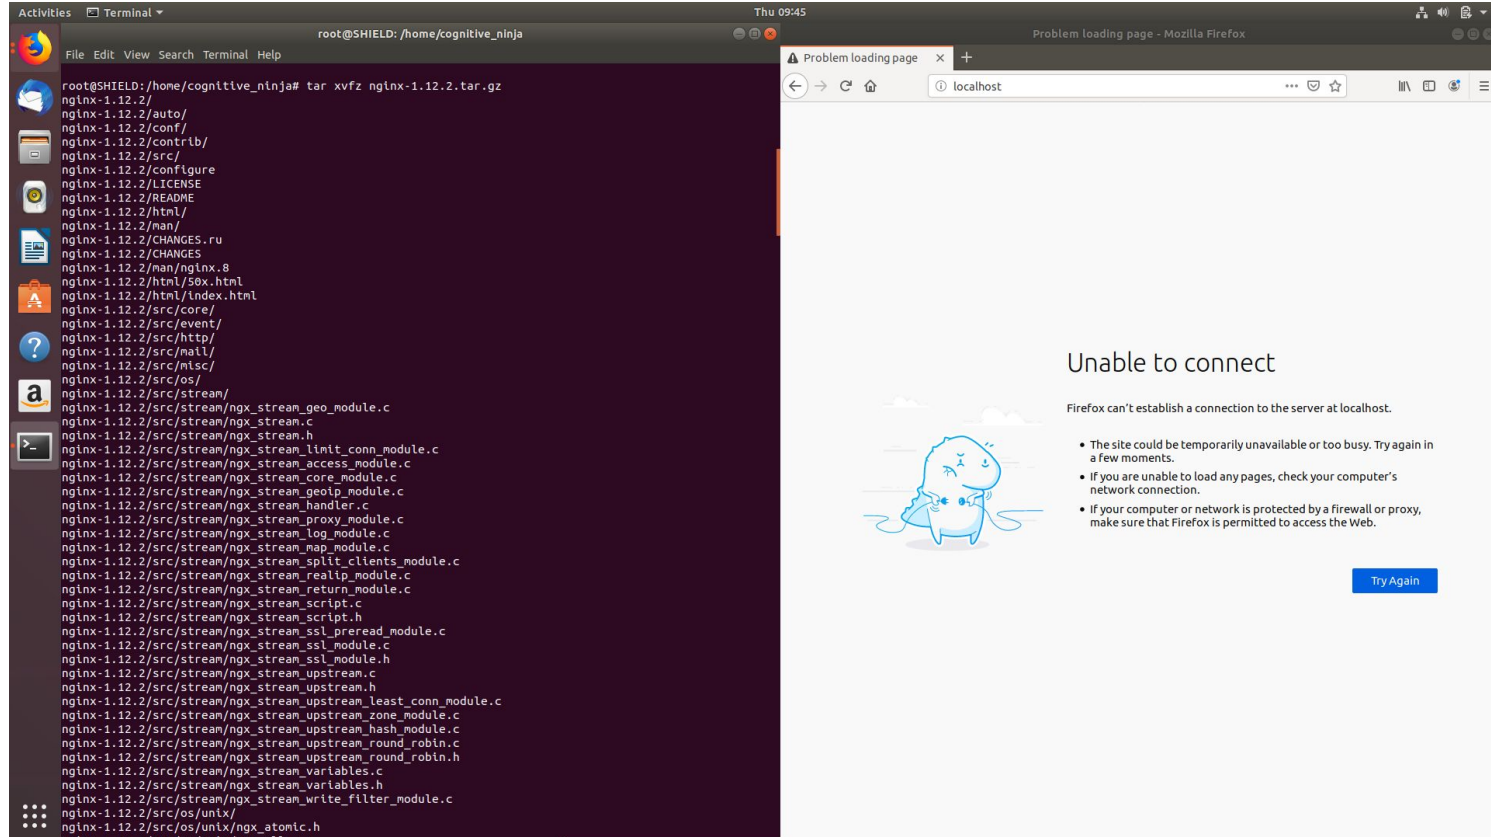 Activities Terminal Thu 09:45
root@SHIELD: /home/cognitive_ninja
File Edit View Search Terminal Help
root@SHIELD:/home/cognitive_ninja# tar xvfz nginx-1.12.2.tar.gz
nginx-1.12.2/
nginx-1.12.2/auto/
nginx-1.12.2/conf/
nginx-1.12.2/contrib/
nginx-1.12.2/src/
nginx-1.12.2/configure
nginx-1.12.2/LICENSE
nginx-1.12.2/README
nginx-1.12.2/html/
nginx-1.12.2/man/
nginx-1.12.2/CHANGES.ru
nginx-1.12.2/CHANGES
nginx-1.12.2/man/nginx.8
nginx-1.12.2/html/50x.html
nginx-1.12.2/html/index.html
nginx-1.12.2/src/core/
nginx-1.12.2/src/event/
nginx-1.12.2/src/http/
nginx-1.12.2/src/mail/
nginx-1.12.2/src/misc/
nginx-1.12.2/src/os/
nginx-1.12.2/src/stream/
nginx-1.12.2/src/stream/ngx_stream_geo_module.c
nginx-1.12.2/src/stream/ngx_stream.c
nginx-1.12.2/src/stream/ngx_stream.h
nginx-1.12.2/src/stream/ngx_stream_limit_conn_module.c
nginx-1.12.2/src/stream/ngx_stream_access_module.c
nginx-1.12.2/src/stream/ngx_stream_core_module.c
nginx-1.12.2/src/stream/ngx_stream_geoip_module.c
nginx-1.12.2/src/stream/ngx_stream_handler.c
nginx-1.12.2/src/stream/ngx_stream_proxy_module.c
nginx-1.12.2/src/stream/ngx_stream_log_module.c
nginx-1.12.2/src/stream/ngx_stream_map_module.c
nginx-1.12.2/src/stream/ngx_stream_split_clients_module.c
nginx-1.12.2/src/stream/ngx_stream_realip_module.c
nginx-1.12.2/src/stream/ngx_stream_return_module.c
nginx-1.12.2/src/stream/ngx_stream_script.c
nginx-1.12.2/src/stream/ngx_stream_script.h
nginx-1.12.2/src/stream/ngx_stream_ssl_preread_module.c
nginx-1.12.2/src/stream/ngx_stream_ssl_module.c
nginx-1.12.2/src/stream/ngx_stream_ssl_module.h
nginx-1.12.2/src/stream/ngx_stream_upstream.c
nginx-1.12.2/src/stream/ngx_stream_upstream.h
nginx-1.12.2/src/stream/ngx_stream_upstream_least_conn_module.c
nginx-1.12.2/src/stream/ngx_stream_upstream_zone_module.c
nginx-1.12.2/src/stream/ngx_stream_upstream_hash_module.c
nginx-1.12.2/src/stream/ngx_stream_upstream_round_robin.c
nginx-1.12.2/src/stream/ngx_stream_upstream_round_robin.h
nginx-1.12.2/src/stream/ngx_stream_variables.c
nginx-1.12.2/src/stream/ngx_stream_variables.h
nginx-1.12.2/src/stream/ngx_stream_write_filter_module.c
nginx-1.12.2/src/os/unix/
nginx-1.12.2/src/os/unix/ngx_atomic.h
Problem loading page - Mozilla Firefox
Problem loading page
localhost
Unable to connect
Firefox can’t establish a connection to the server at localhost.
• The site could be temporarily unavailable or too busy. Try again in
a few moments.
• If you are unable to load any pages, check your computer’s
network connection.
• If your computer or network is protected by a firewall or proxy,
make sure that Firefox is permitted to access the Web.
Try Again